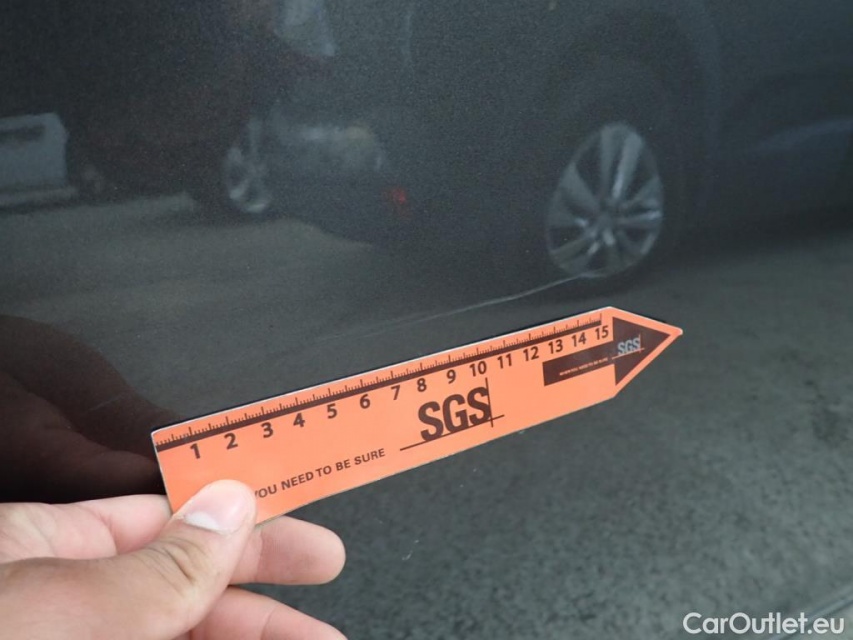 1 2 3 4 5 6 7 8 9 10 11 12 13 14 15
SGS
SGS
YOU NEED TO BE SURE
CarOutlet.eu